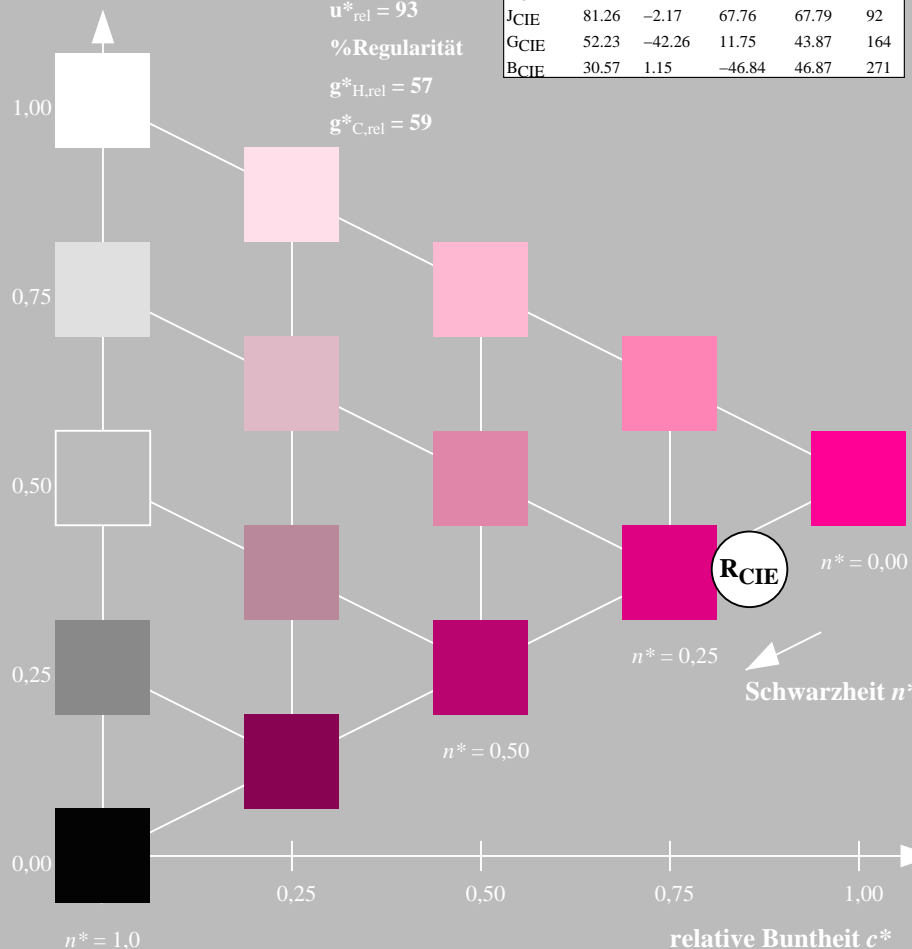 u*rel = 93
%Regularität
g*H,rel = 57
g*C,rel = 59
JCIE 81.26 −2.17 67.76 67.79 92
GCIE 52.23 −42.26 11.75 43.87 164
BCIE 30.57 1.15 −46.84 46.87 271
1,00
0,75
0,50
0,25
0,00
RCIE
n* = 0,00
n* = 0,25
Schwarzheit n*
n* = 0,50
0,25 0,50 0,75 1,00
n* = 1,0
relative Buntheit c*